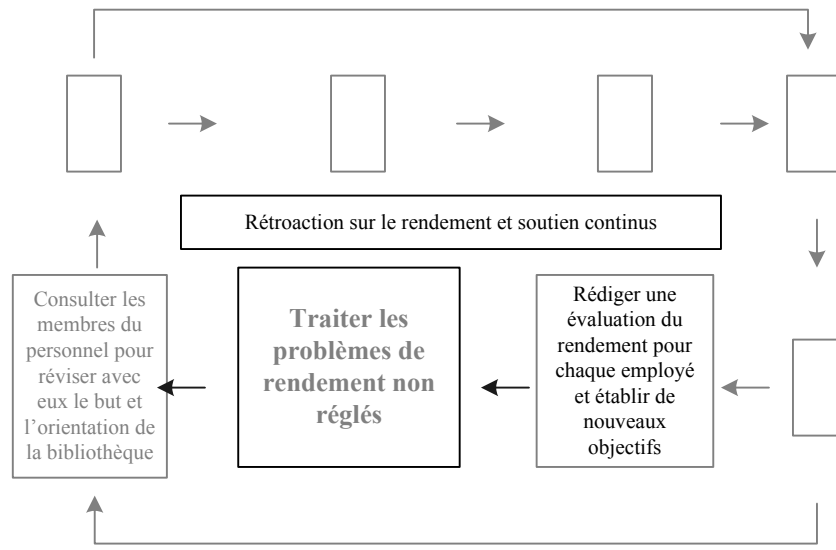 Rétroaction sur le rendement et soutien continus
Consulter les
membres du
personnel pour
réviser avec
eux le but et
l’orientation de
la bibliothèque
Traiter les
problèmes de
rendement non
réglés
Rédiger une
évaluation du
rendement pour
chaque employé
et établir de
nouveaux
objectifs